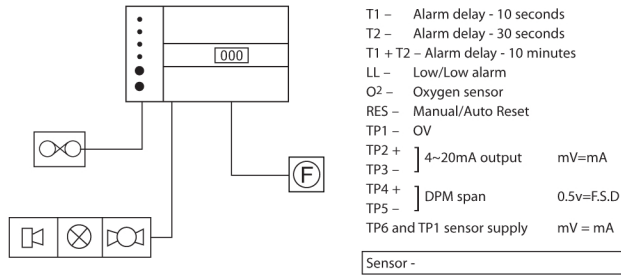 000
F
T1 – Alarm delay - 10 seconds
T2 – Alarm delay - 30 seconds
T1 + T2 – Alarm delay - 10 minutes
LL – Low/Low alarm
O² – Oxygen sensor
RES – Manual/Auto Reset
TP1 – OV
TP2 +
TP3 –
4~20mA output mV=mA
TP4 +
TP5 –
DPM span 0.5v=F.S.D
TP6 and TP1 sensor supply mV = mA
Sensor -